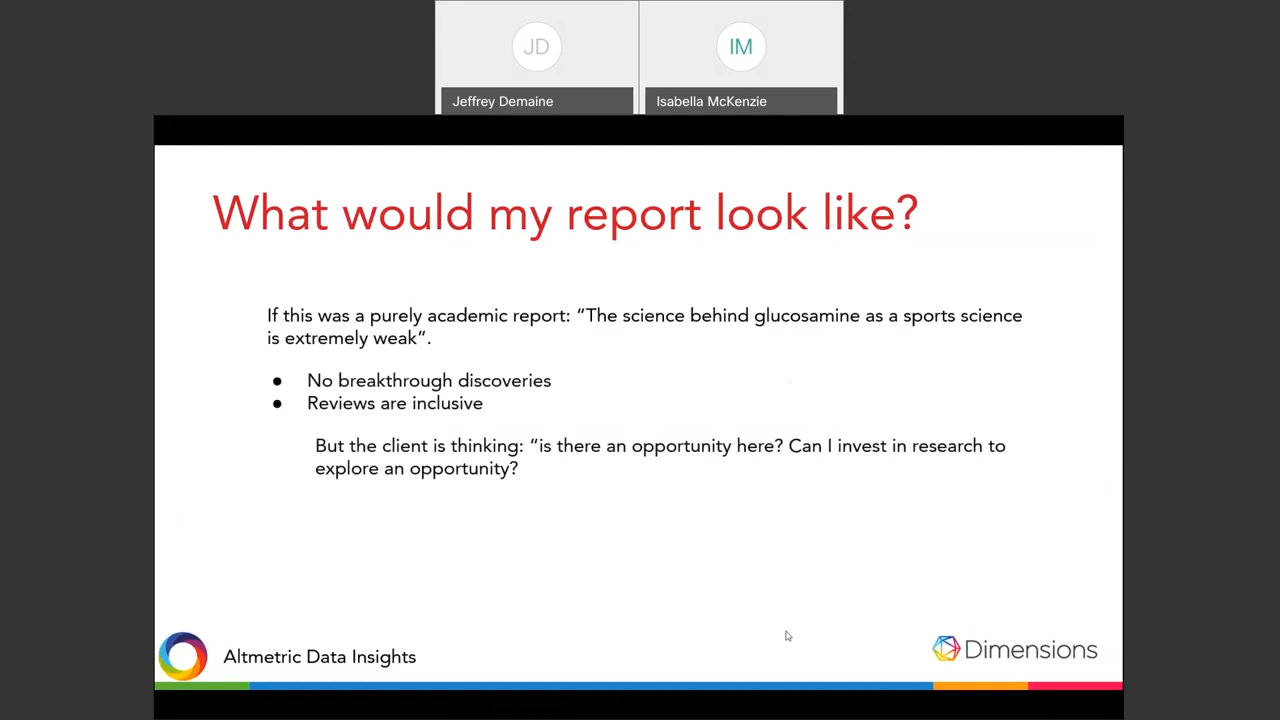 JD
IM
Jeffrey Demaine
Isabella McKenzie
What would my report look like?
If this was a purely academic report: “The science behind glucosamine as a sports science
is extremely weak”.
● No breakthrough discoveries
● Reviews are inclusive
But the client is thinking: “is there an opportunity here? Can I invest in research to
explore an opportunity?
Altmetric Data Insights
Dimensions